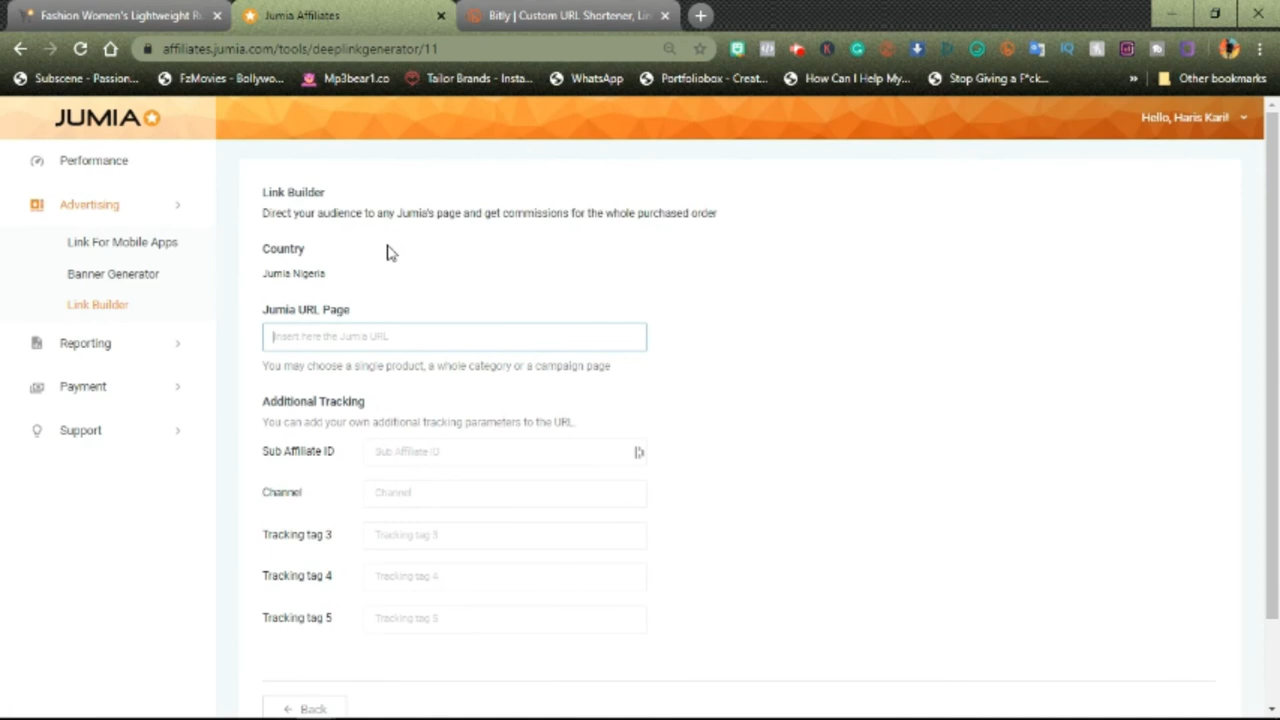 Fashion Women's Lightweight Ru
Jumia Affiliates
Bitly | Custom URL Shortener, Lin
affiliates.jumia.com/tools/deeplinkgenerator/11
Subscene - Passion...
FzMovies - Bollywo...
Mp3bear1.co
Tailor Brands - Insta...
WhatsApp
Portfoliobox - Creat...
How Can I Help My...
Stop Giving a F*ck...
Other bookmarks
JUMIA
Hello, Haris Kari!
Performance
Advertising
Link For Mobile Apps
Banner Generator
Link Builder
Reporting
Payment
Support
Link Builder
Direct your audience to any Jumia's page and get commissions for the whole purchased order
Country
Jumia Nigeria
Jumia URL Page
Insert here the Jumia URL
You may choose a single product, a whole category or a campaign page
Additional Tracking
You can add your own additional tracking parameters to the URL.
Sub Affiliate ID
Sub Affiliate ID
Channel
Channel
Tracking tag 3
Tracking tag 3
Tracking tag 4
Tracking tag 4
Tracking tag 5
Tracking tag 5
Back